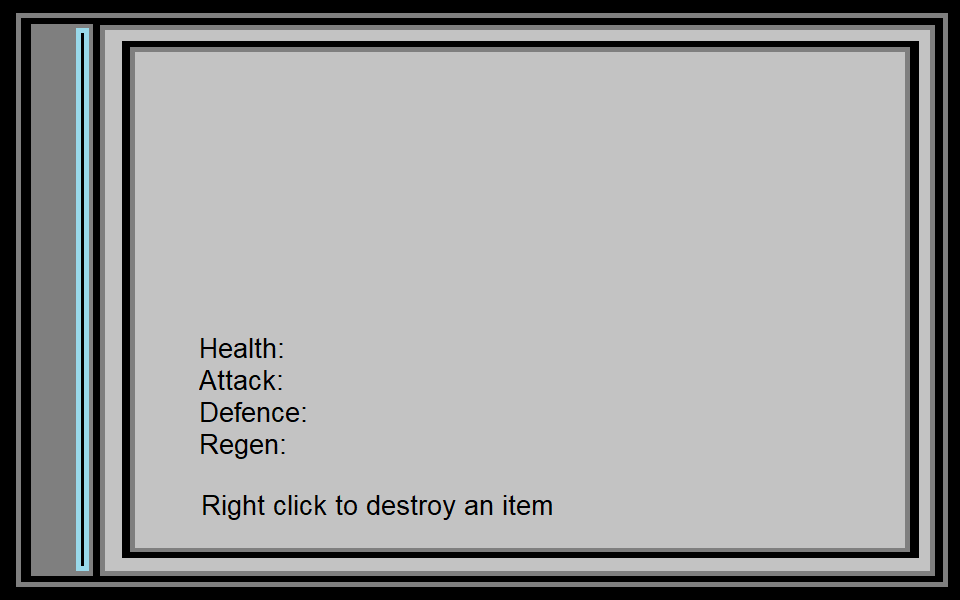 Health:
Attack:
Defence:
Regen:
Right click to destroy an item